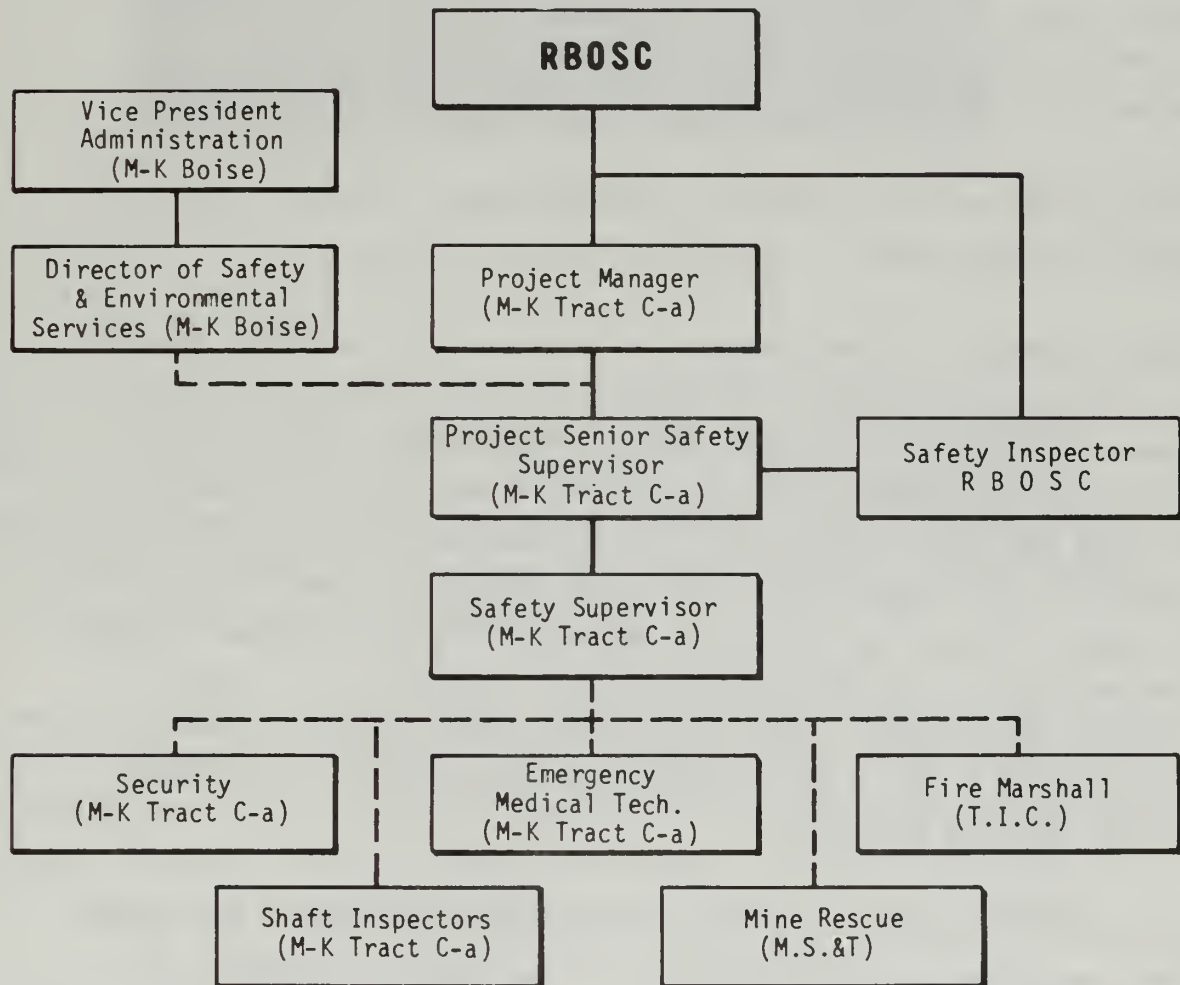 RBOSC
Vice President
Administration
(M-K Boise)
Director of Safety
& Environmental
Services (M-K Boise)
Project Manager
(M-K Tract C-a)
Project Senior Safety
Supervisor
(M-K Tract C-a)
Safety Inspector
R B O S C
Safety Supervisor
(M-K Tract C-a)
Security
(M-K Tract C-a)
Emergency
Medical Tech.
(M-K Tract C-a)
Fire Marshall
(T.I.C.)
Shaft Inspectors
(M-K Tract C-a)
Mine Rescue
(M.S.&T)